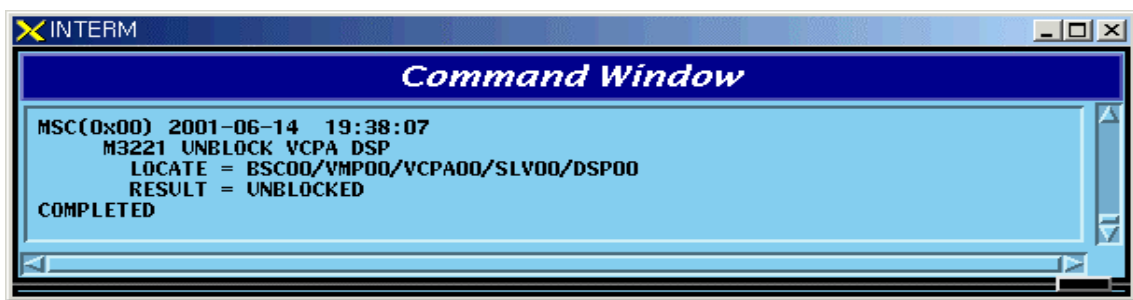 INTERM
Command Window
MSC(0x00) 2001-06-14 19:38:07
M3221 UNBLOCK VCPA DSP
LOCATE = BSC00/VMP00/VCPA00/SLV00/DSP00
RESULT = UNBLOCKED
COMPLETED